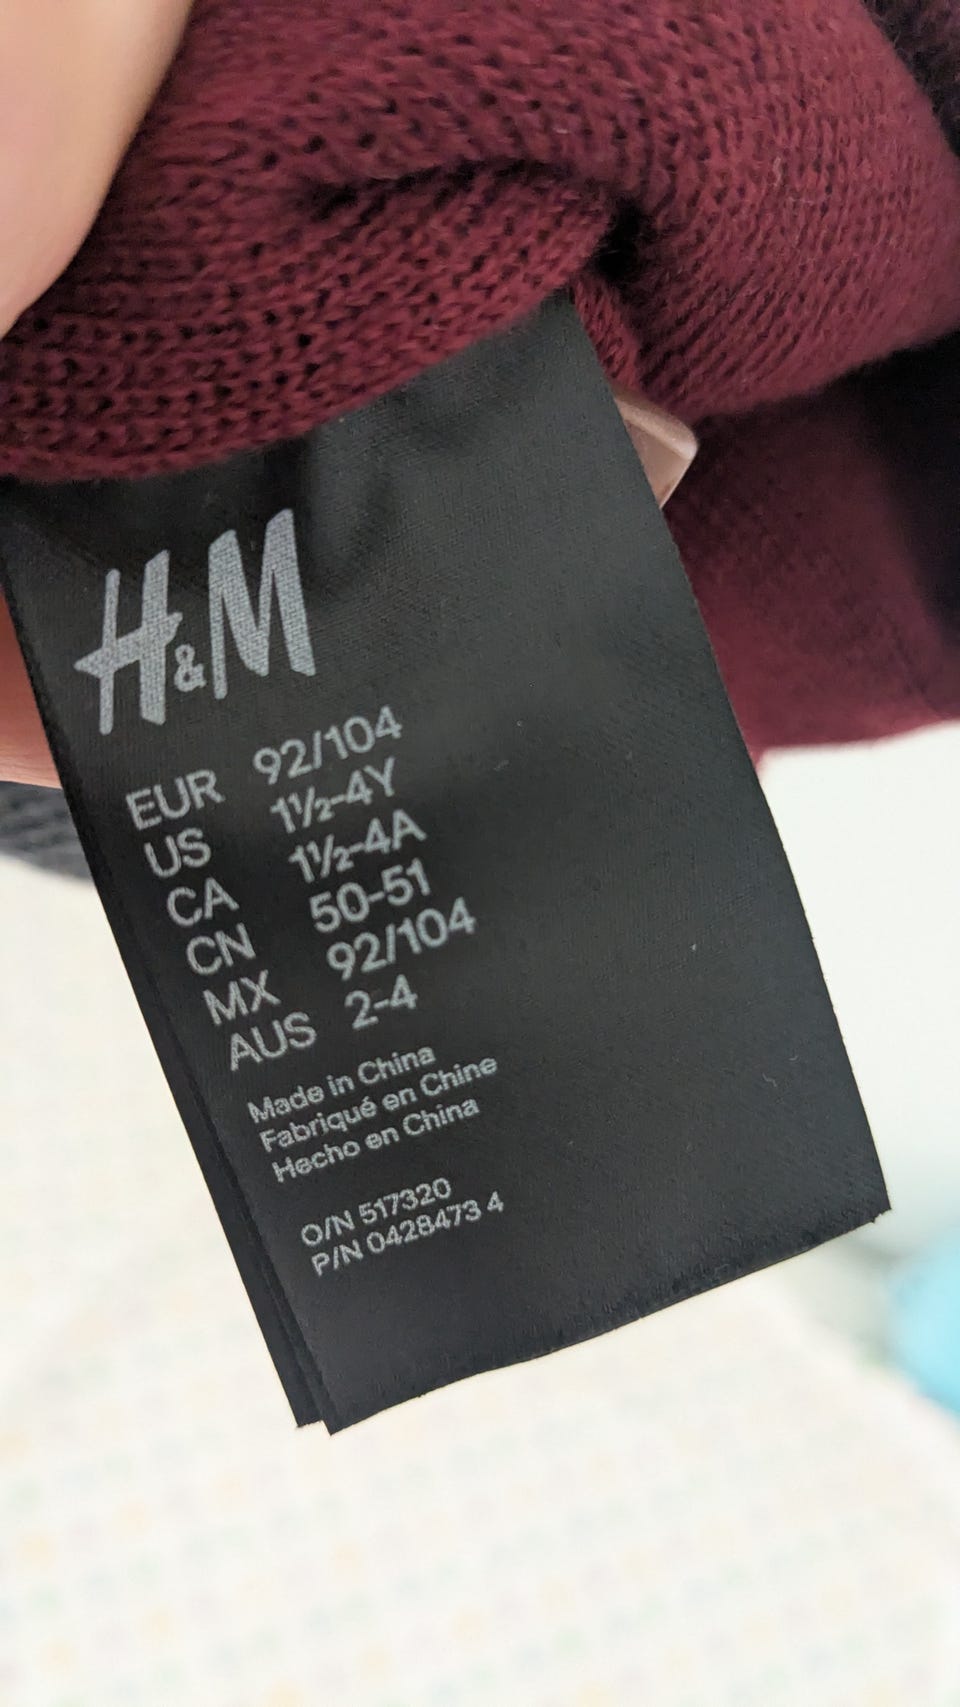 H&M
EUR 92/104
US 1½-4Y
CA 1½-4A
CN 50-51
MX 92/104
AUS 2-4
Made in China
Fabriqué en Chine
Hecho en China
O/N 517320
P/N 0428473 4